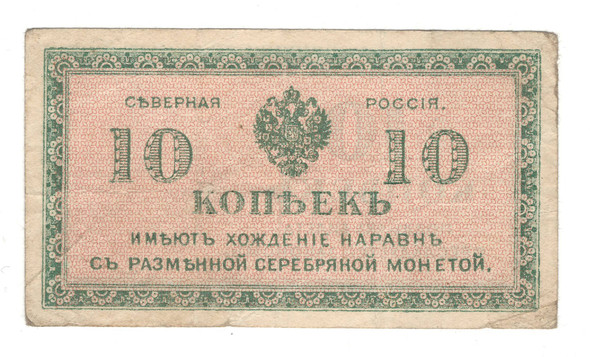 СѢВЕРНАЯ РОССІЯ.
10 10
КОПѢЕКЪ
ИМѢЮТЪ ХОЖДЕНІЕ НАРАВНѢ
СЪ РАЗМѢННОЙ СЕРЕБРЯНОЙ МОНЕТОЙ.